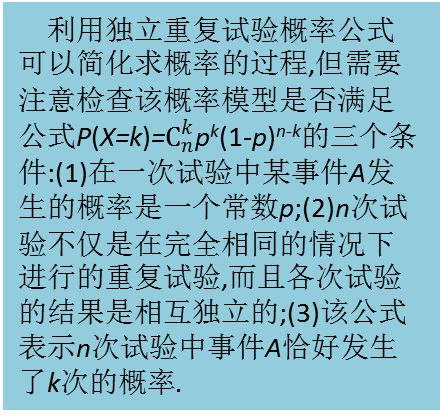 利用独立重复试验概率公式
可以简化求概率的过程,但需要
注意检查该概率模型是否满足
公式P(X=k)=C_n^k p^k(1-p)^{n-k}的三个条
件:(1)在一次试验中某事件A发
生的概率是一个常数p;(2)n次试
验不仅是在完全相同的情况下
进行的重复试验,而且各次试验
的结果是相互独立的;(3)该公式
表示n次试验中事件A恰好发生
了k次的概率.